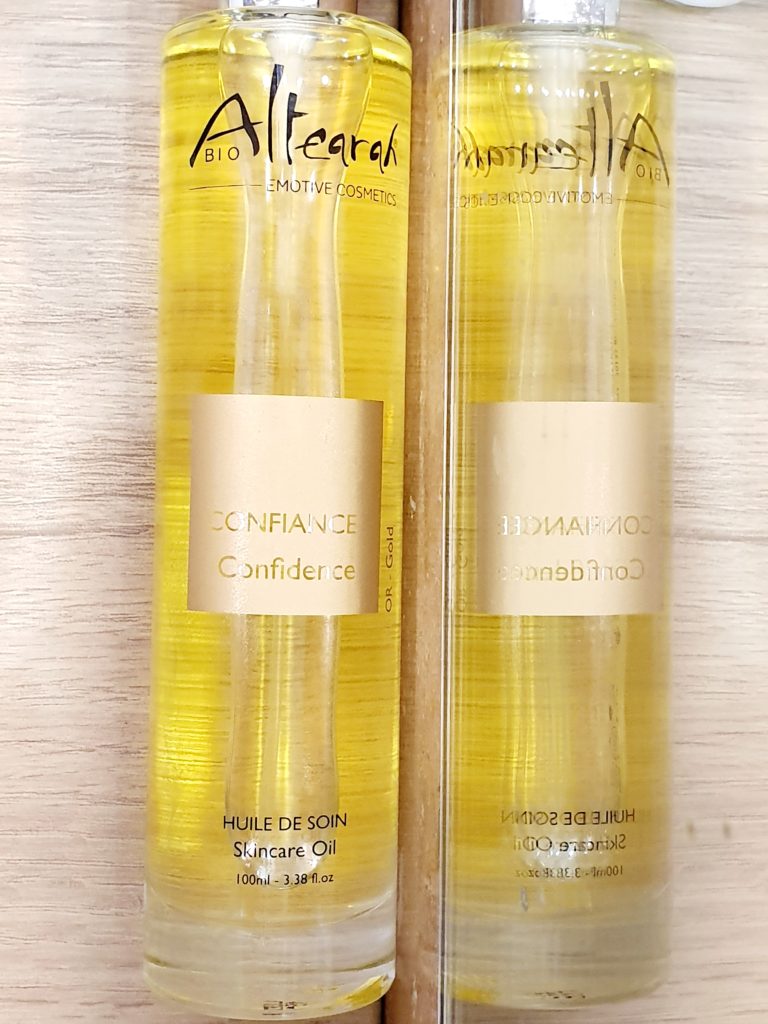 Altearah
BIO
EMOTIVE COSMETICS
CONFIANCE
Confidence
OR - Gold
HUILE DE SOIN
Skincare Oil
100ml - 3.38 fl.oz